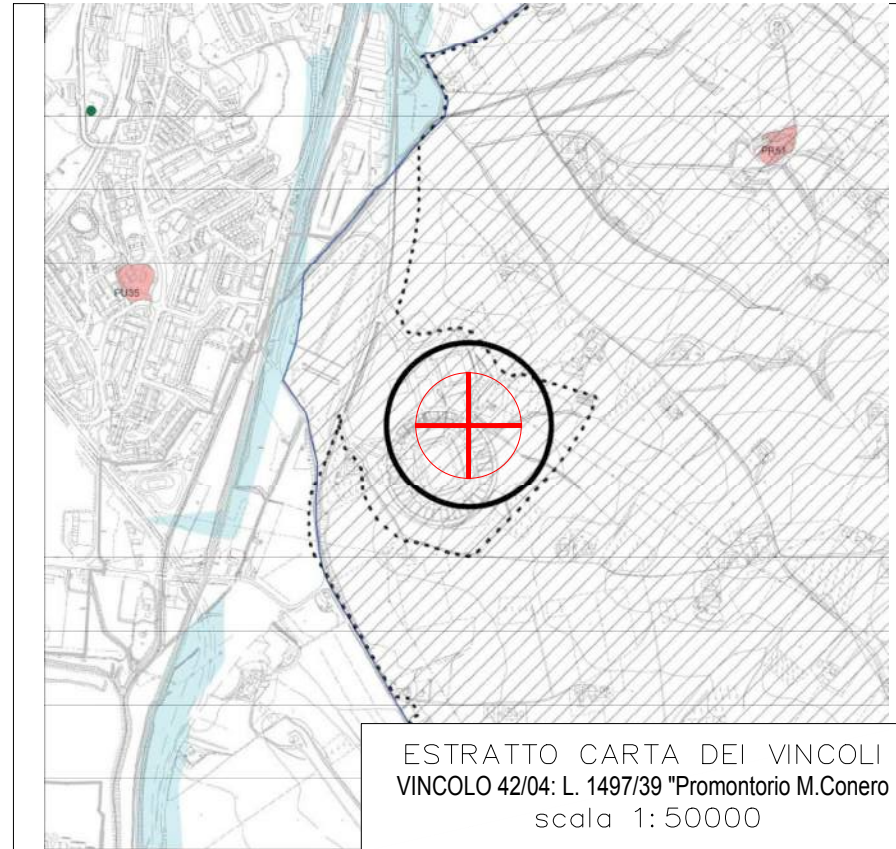 PR51
PU35
ESTRATTO CARTA DEI VINCOLI
VINCOLO 42/04: L. 1497/39 "Promontorio M.Conero
scala 1:50000